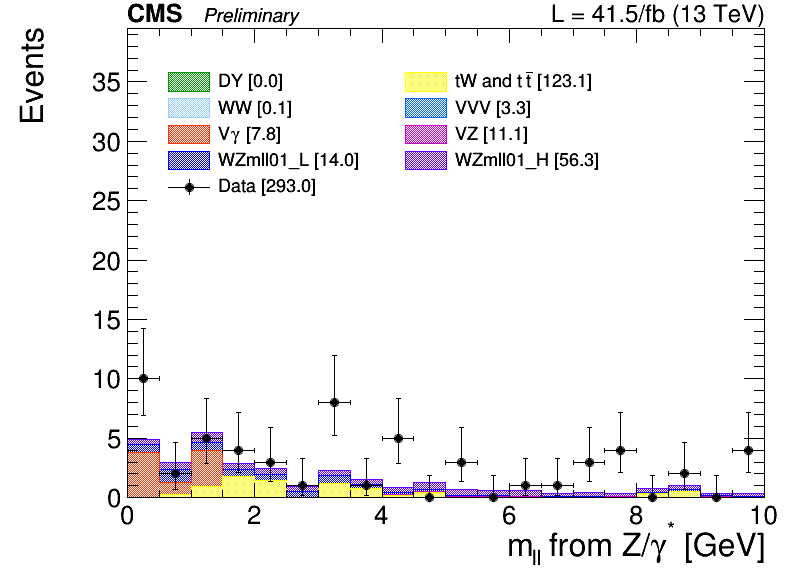 CMS Preliminary L = 41.5/fb (13 TeV)
Events
35
30
25
20
15
10
5
0
DY [0.0]
tW and t t̄ [123.1]
WW [0.1]
VVV [3.3]
Vγ [7.8]
VZ [11.1]
WZmll01_L [14.0]
WZmll01_H [56.3]
Data [293.0]
0 2 4 6 8 10
m_ll from Z/γ* [GeV]